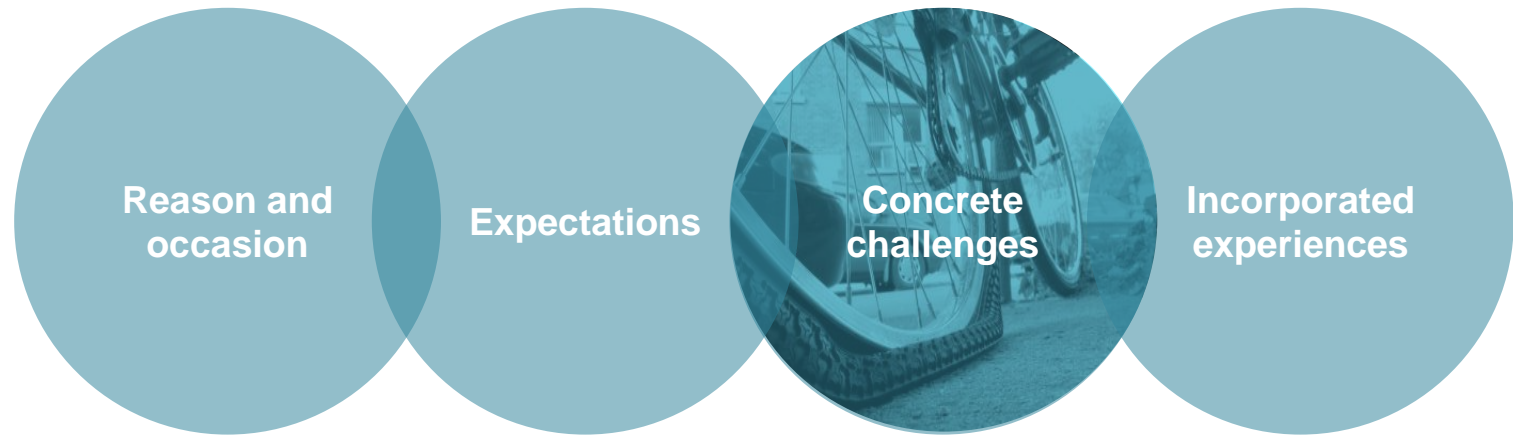 Reason and
occasion
Expectations
Concrete
challenges
Incorporated
experiences